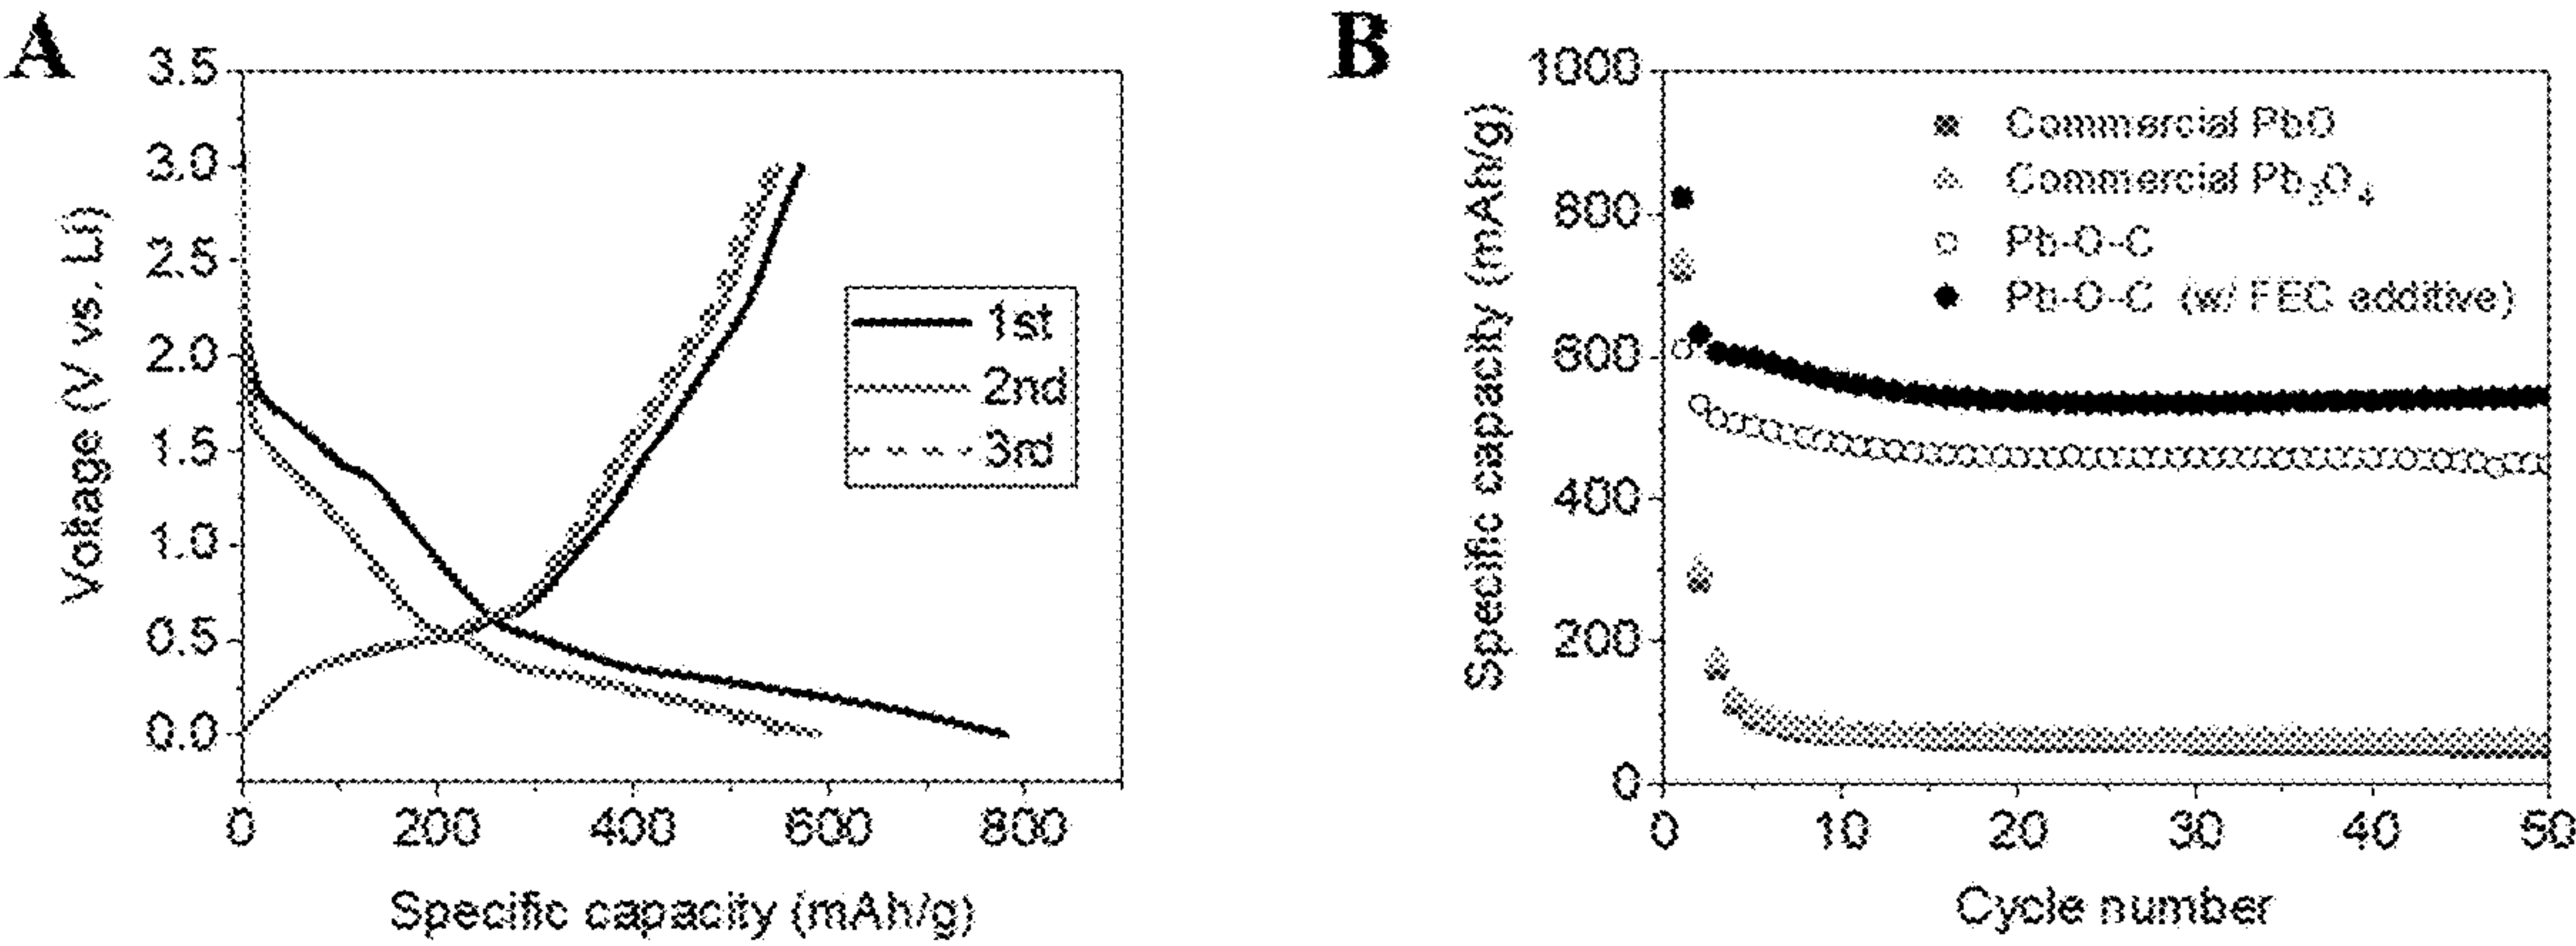 A
3.5
3.0
2.5
2.0
1.5
1.0
0.5
0.0
Voltage (V vs. Li)
1st
2nd
3rd
0 200 400 600 800
Specific capacity (mAh/g)
B
1000
800
600
400
200
0
Specific capacity (mAh/g)
Commercial PbO
Commercial Pb₃O₄
Pb-O-C
Pb-O-C (w/ FEC additive)
0 10 20 30 40 50
Cycle number